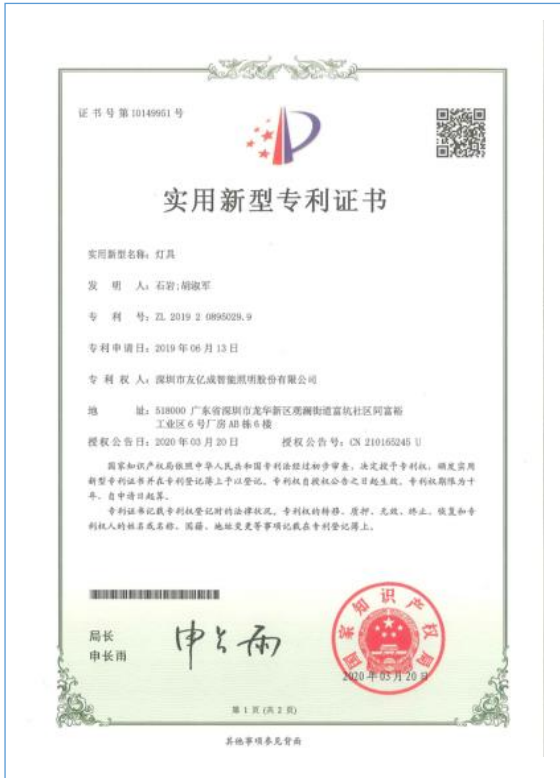 证书号第10149951号
实用新型专利证书
实用新型名称：灯具
发 明 人：石岩;胡淑军
专 利 号：ZL 2019 2 0895029.9
专利申请日：2019年06月13日
专 利 权 人：深圳市友亿成智能照明股份有限公司
地 址：518000 广东省深圳市龙华新区观澜街道富坑社区同富裕
工业区6号厂房AB栋6楼
授权公告日：2020年03月20日 授权公告号：CN 210165245 U
国家知识产权局依照中华人民共和国专利法经过初步审查，决定授予专利权，颁发实用
新型专利证书并在专利登记簿上予以登记。专利权自授权公告之日起生效。专利权期限为十
年，自申请日起算。
专利证书记载专利权登记时的法律状况。专利权的转移、质押、无效、终止、恢复和专
利权人的姓名或名称、国籍、地址变更等事项记载在专利登记簿上。
局长
申长雨
申长雨
国家知识产权局
2020年03月20日
第1页(共2页)
其他事项参见背面